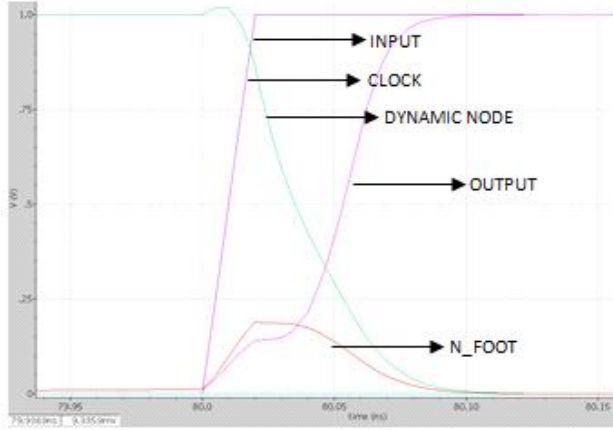 1.0
INPUT
CLOCK
.75
DYNAMIC NODE
V (V)
.5
OUTPUT
.25
N_FOOT
0
79.95
80.0
80.05
80.10
80.15
time (ns)